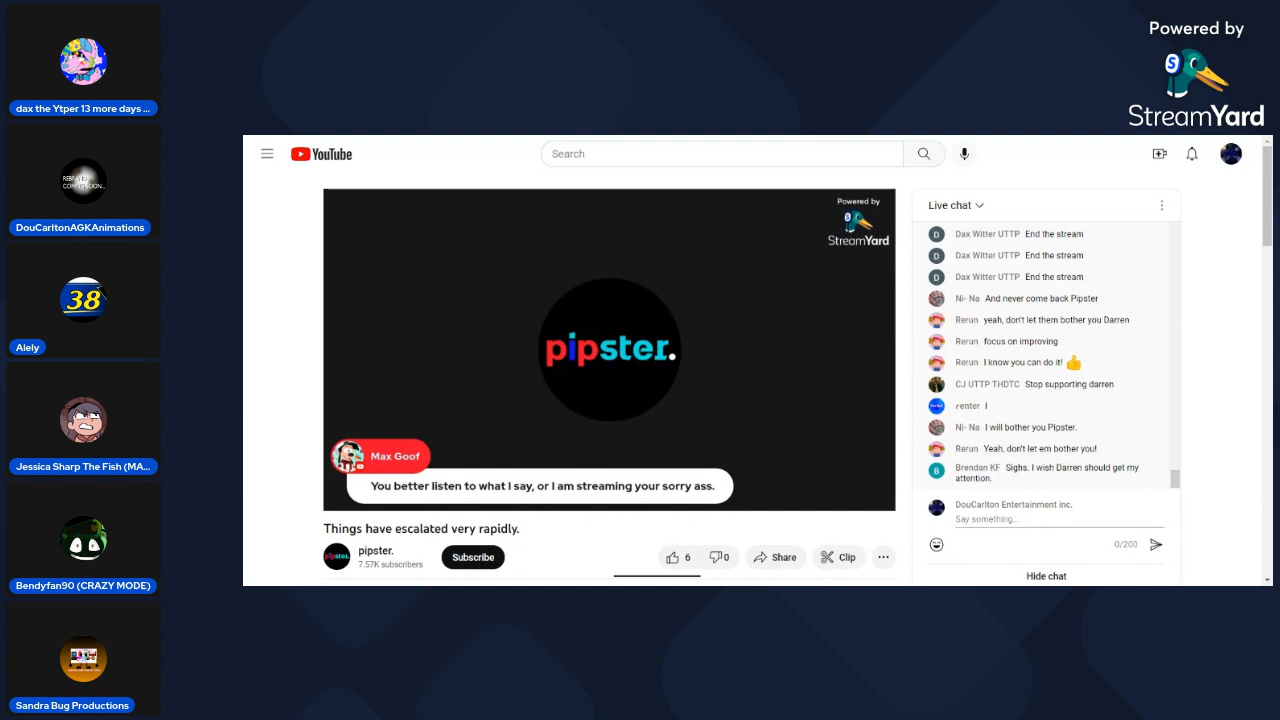 dax the Ytper 13 more days ...
REBRAND
COMING SOON...
DouCarltonAGKAnimations
38
Alely
Jessica Sharp The Fish (MA...
Bendyfan90 (CRAZY MODE)
Sandra Bug Productions
Powered by
S
StreamYard
YouTube
Search
Powered by
StreamYard
pipster.
Max Goof
You better listen to what I say, or I am streaming your sorry ass.
Things have escalated very rapidly.
pipster.
pipster.
7.57K subscribers
Subscribe
6
0
Share
Clip
Live chat
D Dax Witter UTTP End the stream
D Dax Witter UTTP End the stream
D Dax Witter UTTP End the stream
Ni- Na And never come back Pipster
Rerun yeah, don't let them bother you Darren
Rerun focus on improving
Rerun I know you can do it! 👍
CJ UTTP THDTC Stop supporting darren
renter I
Ni- Na I will bother you Pipster.
Rerun Yeah, don't let em bother you!
B Brendan KF Sighs. I wish Darren should get my
attention.
DouCarlton Entertainment inc.
Say something...
0/200
Hide chat